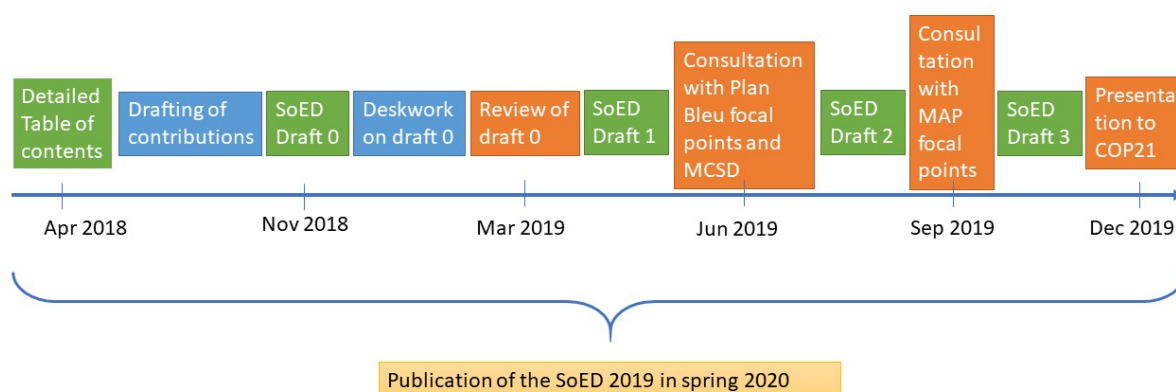 Detailed
Table of
contents
Drafting of
contributions
SoED
Draft 0
Deskwork
on draft 0
Review of
draft 0
SoED
Draft 1
Consultation
with Plan
Bleu focal
points and
MCSD
SoED
Draft 2
Consul
tation
with
MAP
focal
points
SoED
Draft 3
Presenta
tion to
COP21
Apr 2018
Nov 2018
Mar 2019
Jun 2019
Sep 2019
Dec 2019
Publication of the SoED 2019 in spring 2020